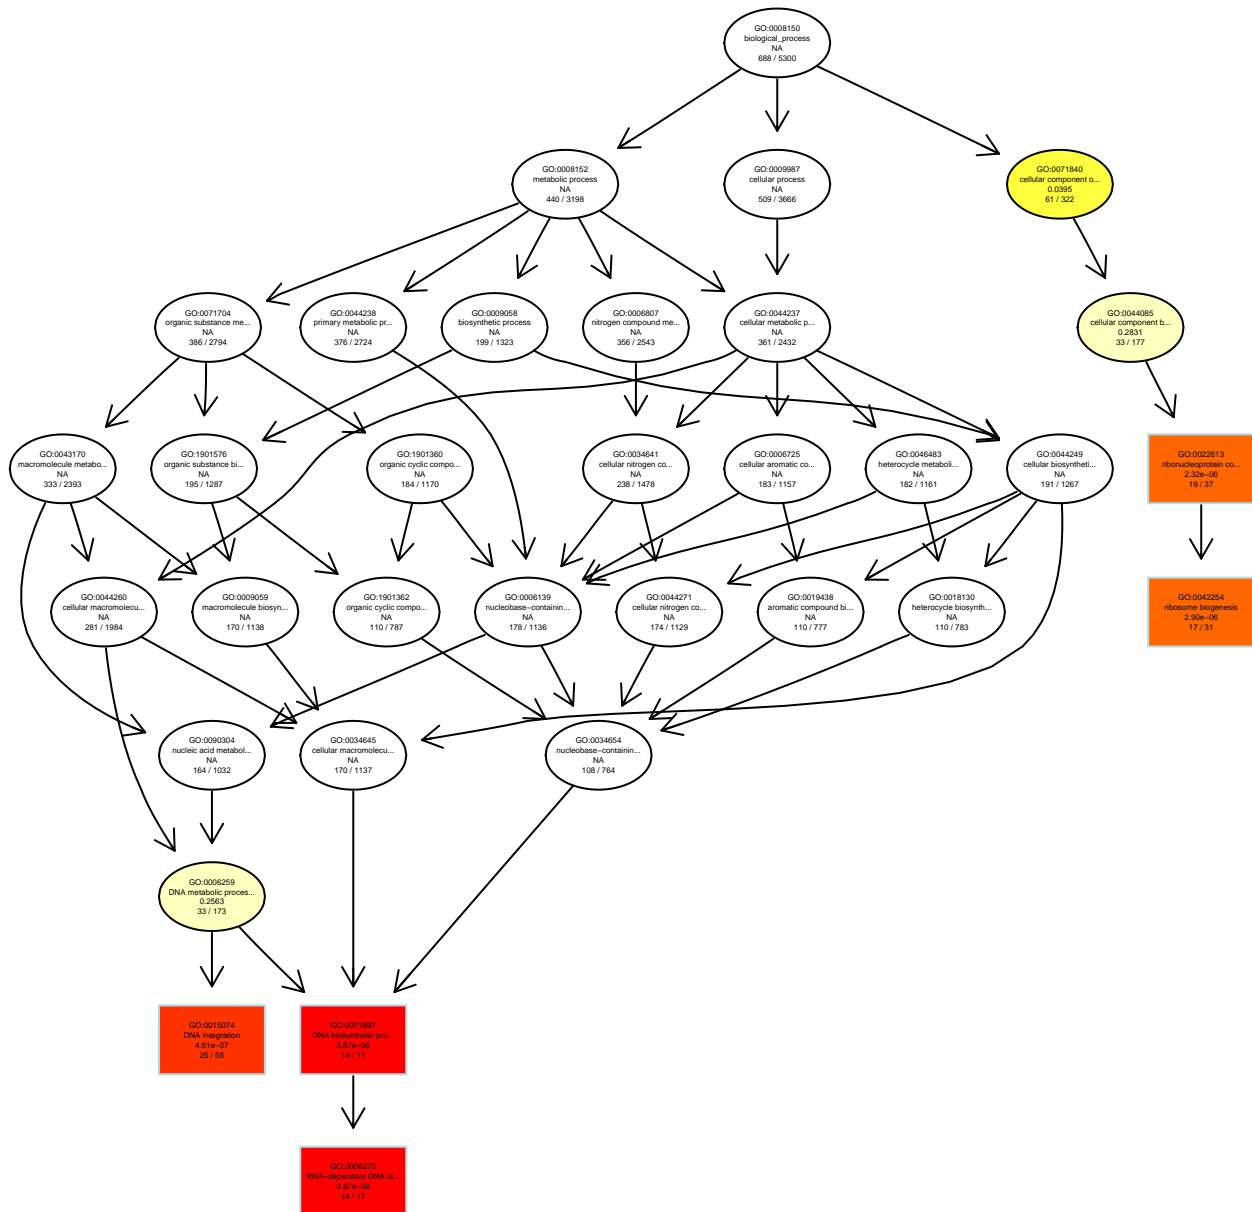 GO:0008150
biological_process
NA
688 / 5300
GO:0008152
metabolic process
NA
440 / 3198
GO:0009987
cellular process
NA
509 / 3666
GO:0071840
cellular component o...
0.0395
61 / 322
GO:0071704
organic substance me...
NA
386 / 2794
GO:0044238
primary metabolic pr...
NA
376 / 2724
GO:0009058
biosynthetic process
NA
199 / 1323
GO:0006807
nitrogen compound me...
NA
356 / 2543
GO:0044237
cellular metabolic p...
NA
361 / 2432
GO:0044085
cellular component b...
0.2831
33 / 177
GO:0043170
macromolecule metabo...
NA
333 / 2393
GO:1901576
organic substance bi...
NA
195 / 1287
GO:1901360
organic cyclic compo...
NA
184 / 1170
GO:0034641
cellular nitrogen co...
NA
238 / 1478
GO:0006725
cellular aromatic co...
NA
183 / 1157
GO:0046483
heterocycle metaboli...
NA
182 / 1161
GO:0044249
cellular biosyntheti...
NA
191 / 1267
GO:0022613
ribonucleoprotein co...
2.32e−06
19 / 37
GO:0044260
cellular macromolecu...
NA
281 / 1984
GO:0009059
macromolecule biosyn...
NA
170 / 1138
GO:1901362
organic cyclic compo...
NA
110 / 787
GO:0006139
nucleobase−containin...
NA
178 / 1136
GO:0044271
cellular nitrogen co...
NA
174 / 1129
GO:0019438
aromatic compound bi...
NA
110 / 777
GO:0018130
heterocycle biosynth...
NA
110 / 783
GO:0042254
ribosome biogenesis
2.90e−06
17 / 31
GO:0090304
nucleic acid metabol...
NA
164 / 1032
GO:0034645
cellular macromolecu...
NA
170 / 1137
GO:0034654
nucleobase−containin...
NA
108 / 764
GO:0006259
DNA metabolic proces...
0.2563
33 / 173
GO:0015074
DNA integration
4.61e−07
25 / 55
GO:0071897
DNA biosynthetic pro...
3.67e−08
14 / 17
GO:0006278
RNA−dependent DNA bi...
3.67e−08
14 / 17